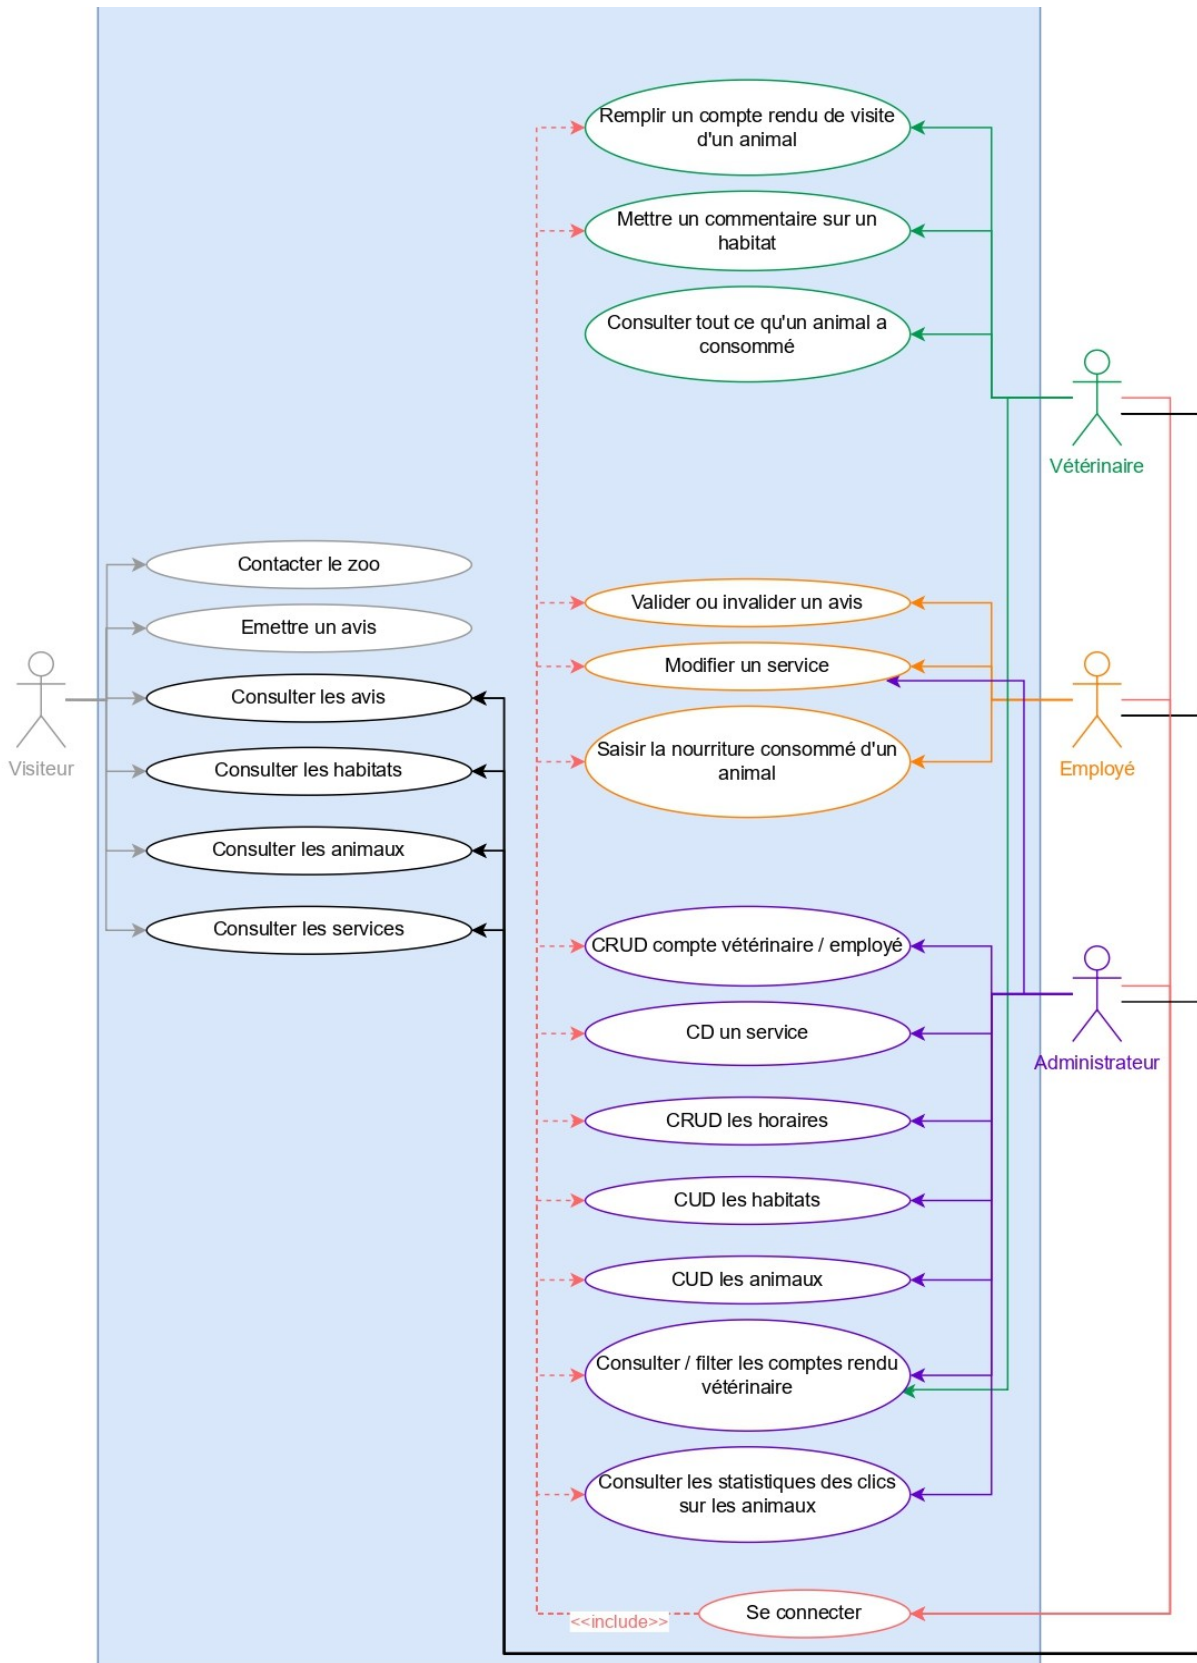 Remplir un compte rendu de visite
d'un animal
Mettre un commentaire sur un
habitat
Consulter tout ce qu'un animal a
consommé
Vétérinaire
Contacter le zoo
Emettre un avis
Consulter les avis
Consulter les habitats
Consulter les animaux
Consulter les services
Visiteur
Valider ou invalider un avis
Modifier un service
Saisir la nourriture consommé d'un
animal
Employé
CRUD compte vétérinaire / employé
CD un service
CRUD les horaires
CUD les habitats
CUD les animaux
Consulter / filter les comptes rendu
vétérinaire
Consulter les statistiques des clics
sur les animaux
Administrateur
Se connecter
<<include>>